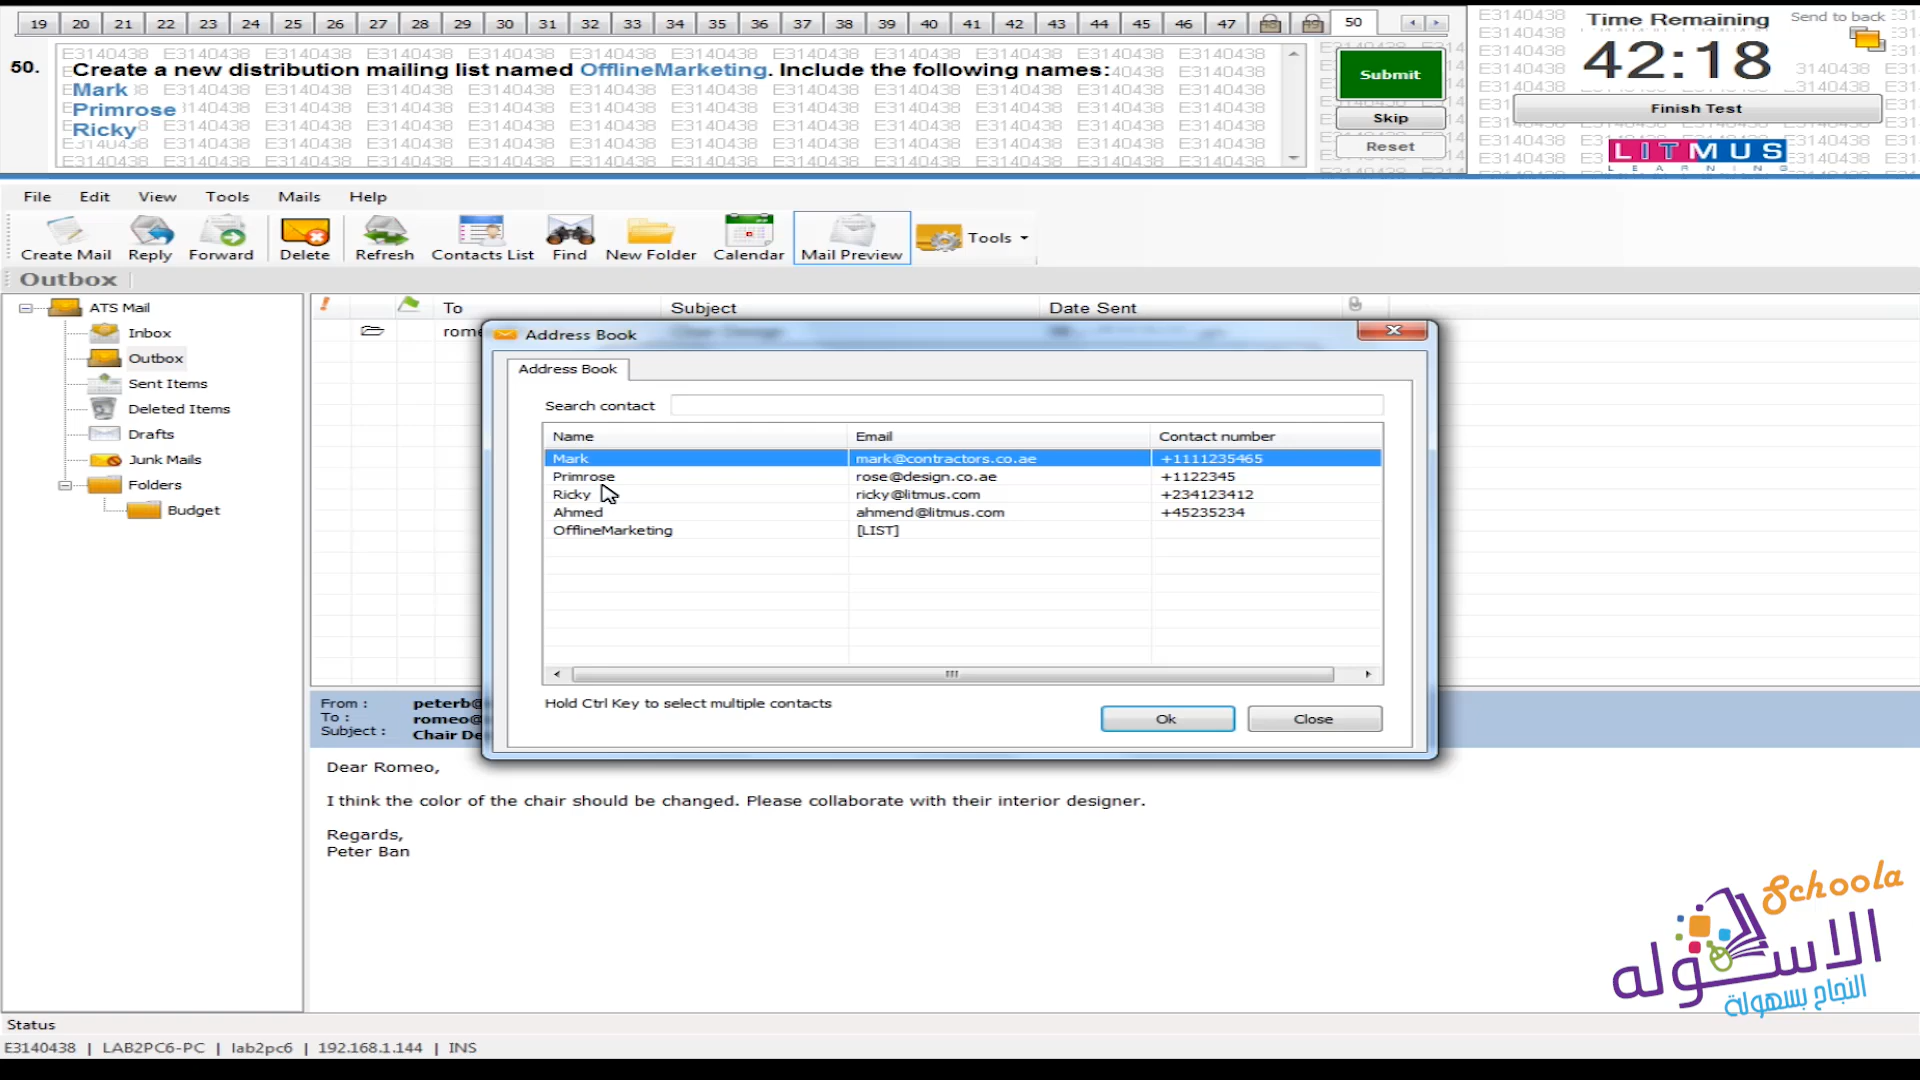 19 20 21 22 23 24 25 26 27 28 29 30 31 32 33 34 35 36 37 38 39 40 41 42 43 44 45 46 47 48 49 50
Time Remaining
Send to back
42:18
50.
Create a new distribution mailing list named OfflineMarketing. Include the following names:
Mark
Primrose
Ricky
Submit
Skip
Reset
Finish Test
LITMUS
LEARNING
E3140438
File Edit View Tools Mails Help
Create Mail Reply Forward Delete Refresh Contacts List Find New Folder Calendar Mail Preview Tools
Outbox
ATS Mail
Inbox
Outbox
Sent Items
Deleted Items
Drafts
Junk Mails
Folders
Budget
To Subject Date Sent
Address Book
Address Book
Search contact
Name Email Contact number
Mark mark@contractors.co.ae +1111235465
Primrose rose@design.co.ae +1122345
Ricky ricky@litmus.com +234123412
Ahmed ahmend@litmus.com +45235234
OfflineMarketing [LIST]
Hold Ctrl Key to select multiple contacts
Ok Close
From : peterb@
To : romeo@
Subject : Chair De
Dear Romeo,
I think the color of the chair should be changed. Please collaborate with their interior designer.
Regards,
Peter Ban
Schoola
الاسكوله
النجاح بسهولة
Status
E3140438 | LAB2PC6-PC | lab2pc6 | 192.168.1.144 | INS